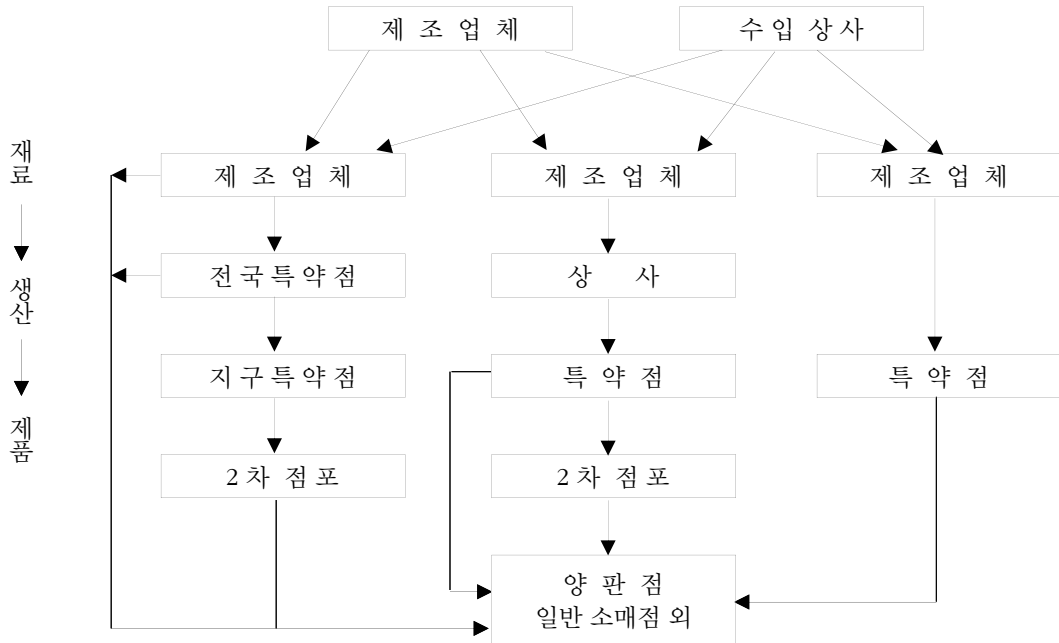 제 조 업 체
수 입 상 사
제 조 업 체
제 조 업 체
제 조 업 체
전 국 특 약 점
상 사
지 구 특 약 점
특 약 점
특 약 점
2 차 점 포
2 차 점 포
양 판 점
일반 소매점 외
재료
생산
제품